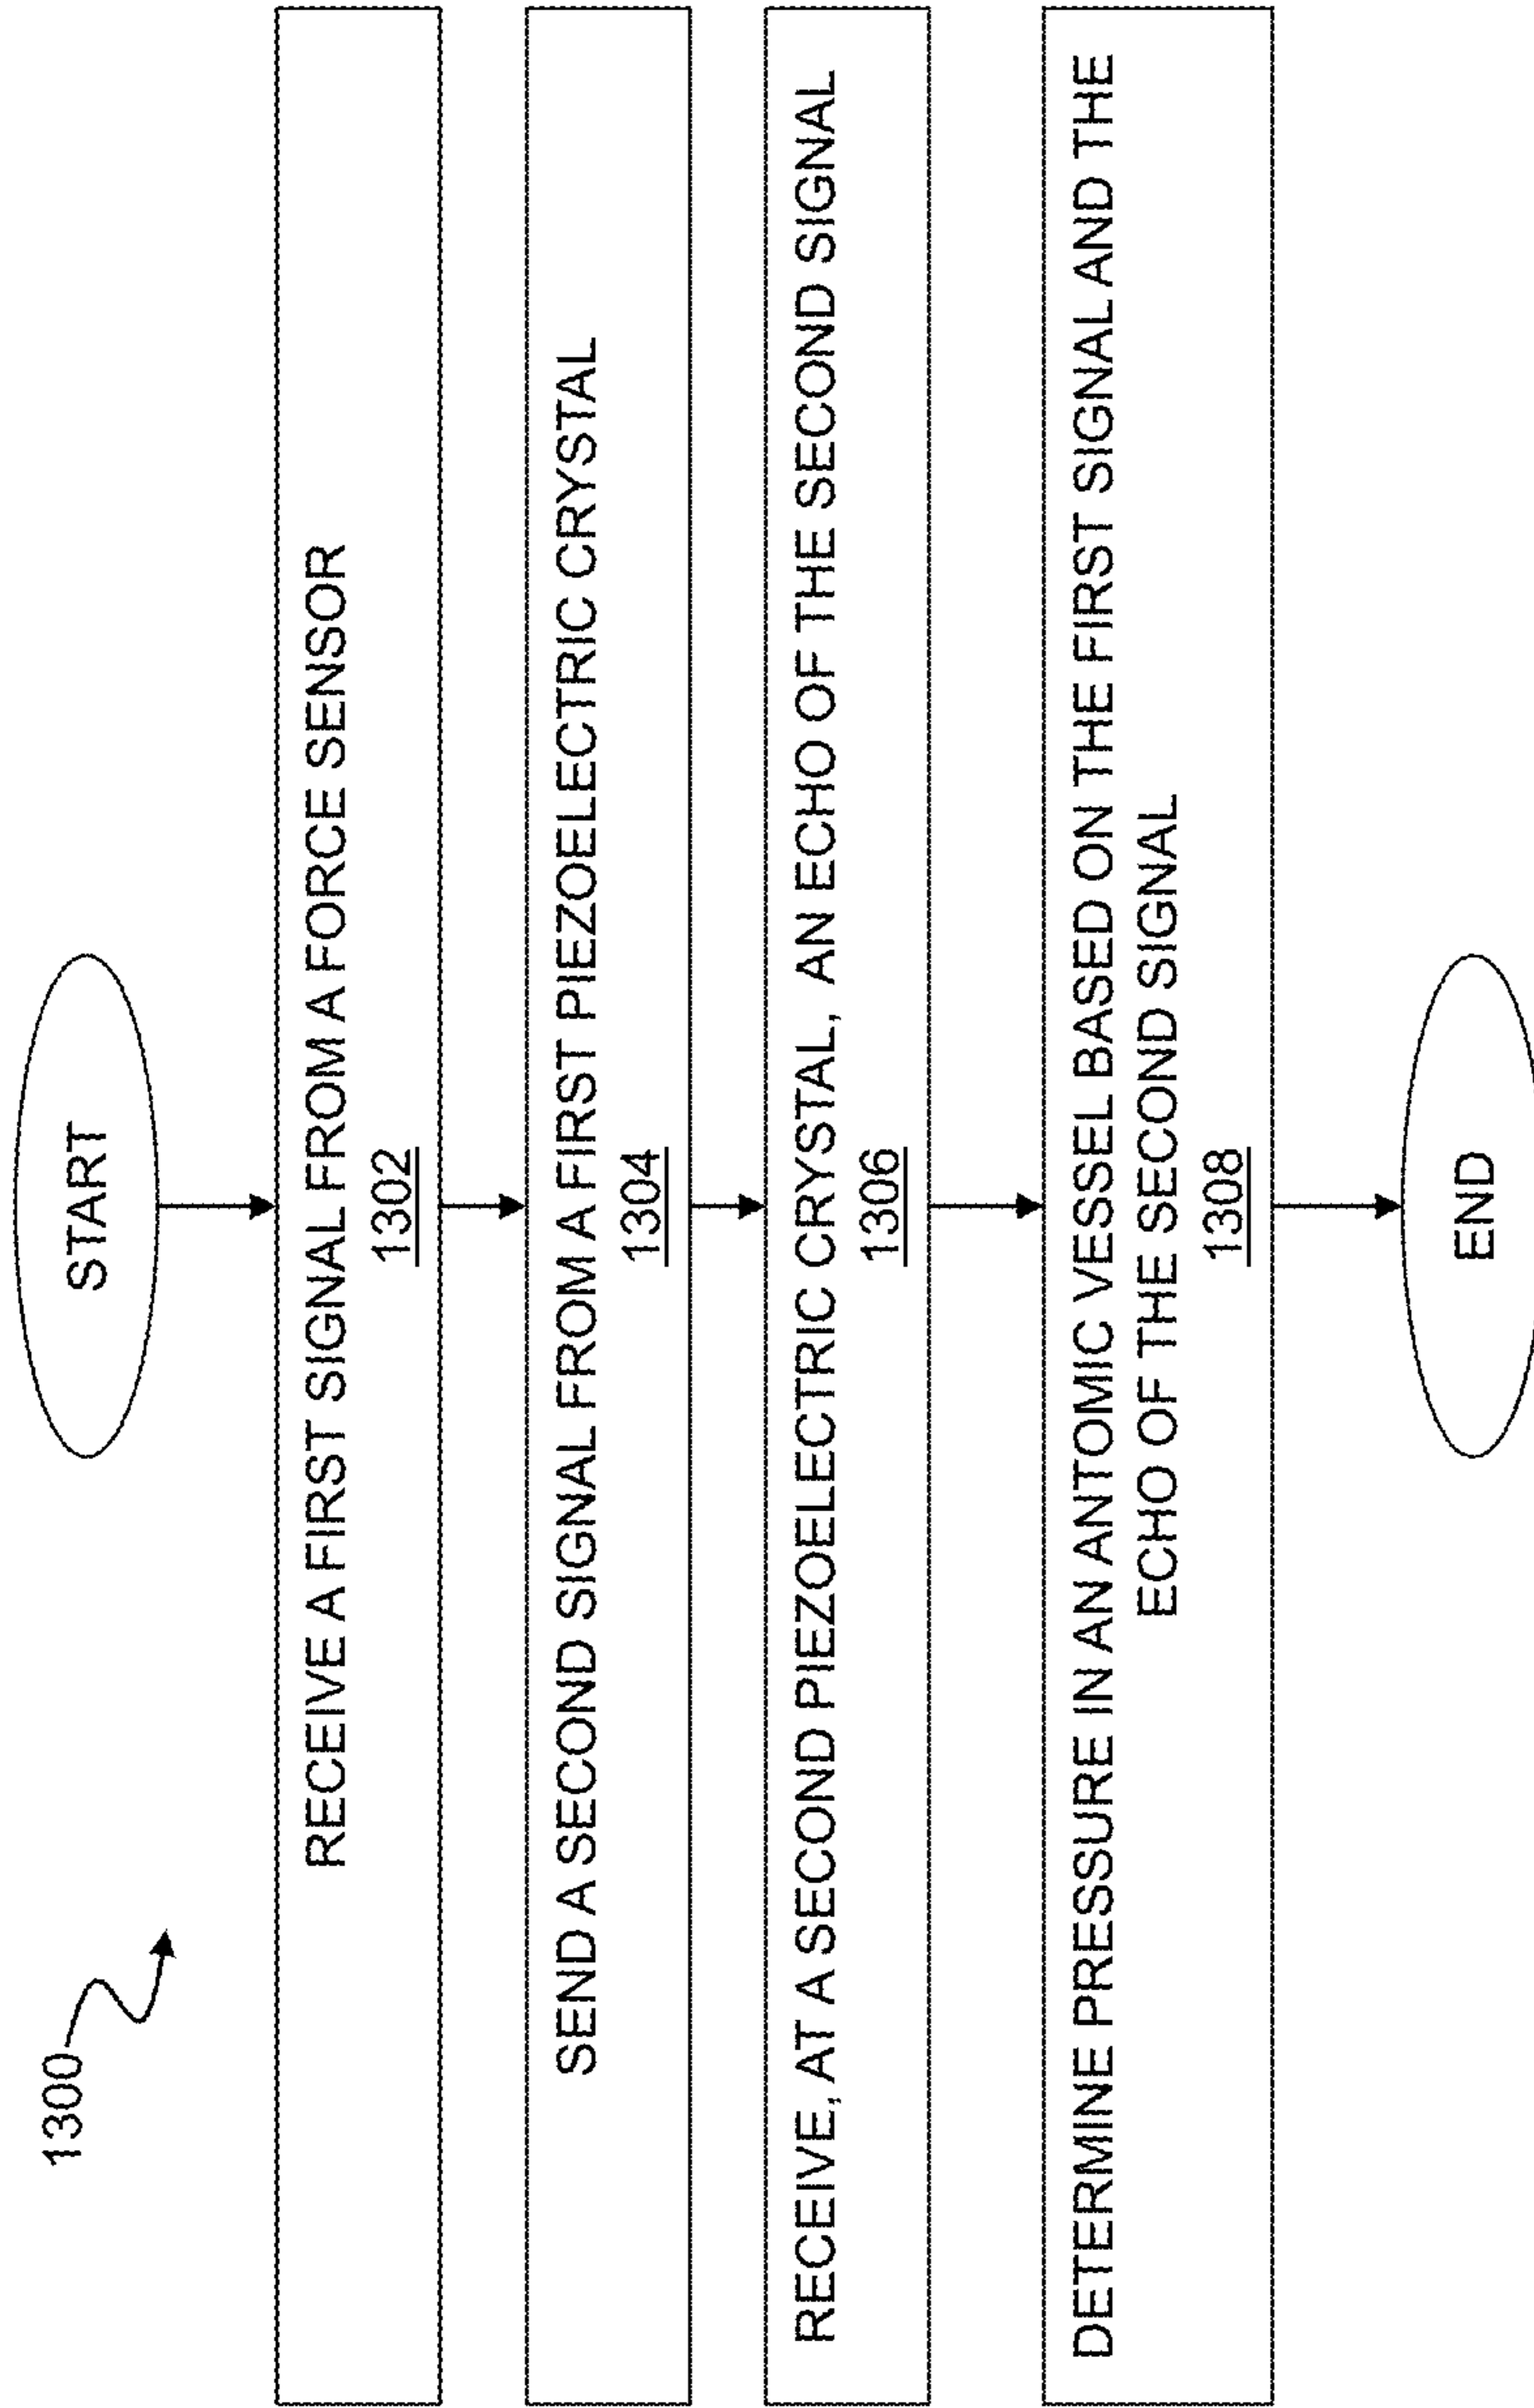 1300
START
RECEIVE A FIRST SIGNAL FROM A FORCE SENSOR
1302
SEND A SECOND SIGNAL FROM A FIRST PIEZOELECTRIC CRYSTAL
1304
RECEIVE, AT A SECOND PIEZOELECTRIC CRYSTAL, AN ECHO OF THE SECOND SIGNAL
1306
DETERMINE PRESSURE IN AN ANTOMIC VESSEL BASED ON THE FIRST SIGNAL AND THE
ECHO OF THE SECOND SIGNAL
1308
END